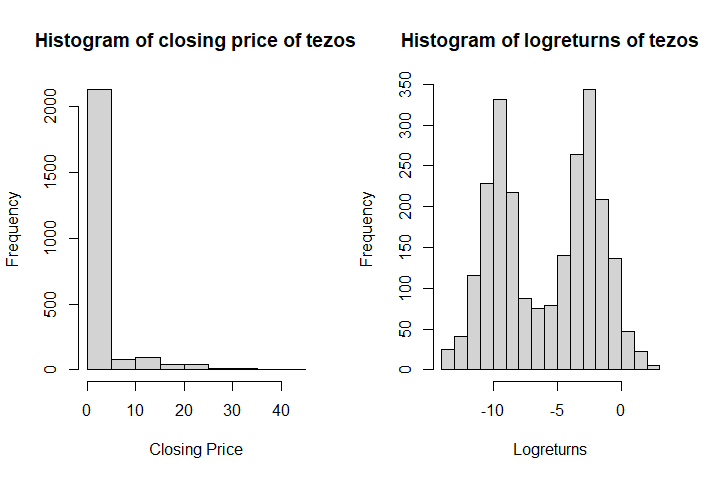 Histogram of closing price of tezos
Frequency
0
500
1000
1500
2000
0 10 20 30 40
Closing Price
Histogram of logreturns of tezos
Frequency
0
50
100
150
200
250
300
350
-10 -5 0
Logreturns